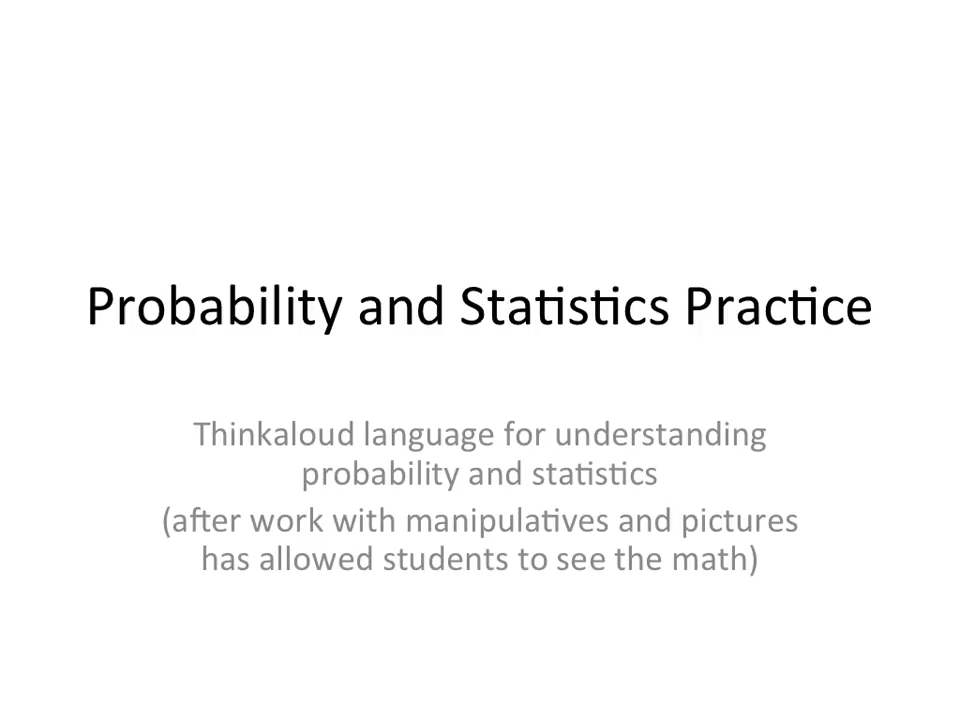 Probability and Statistics Practice
Thinkaloud language for understanding
probability and statistics
(after work with manipulatives and pictures
has allowed students to see the math)